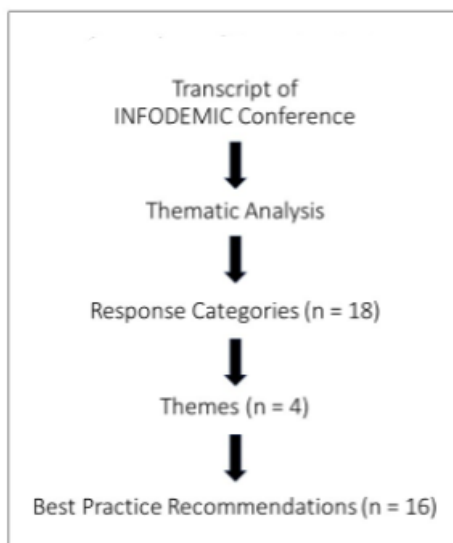 Transcript of
INFODEMIC Conference
Thematic Analysis
Response Categories (n = 18)
Themes (n = 4)
Best Practice Recommendations (n = 16)